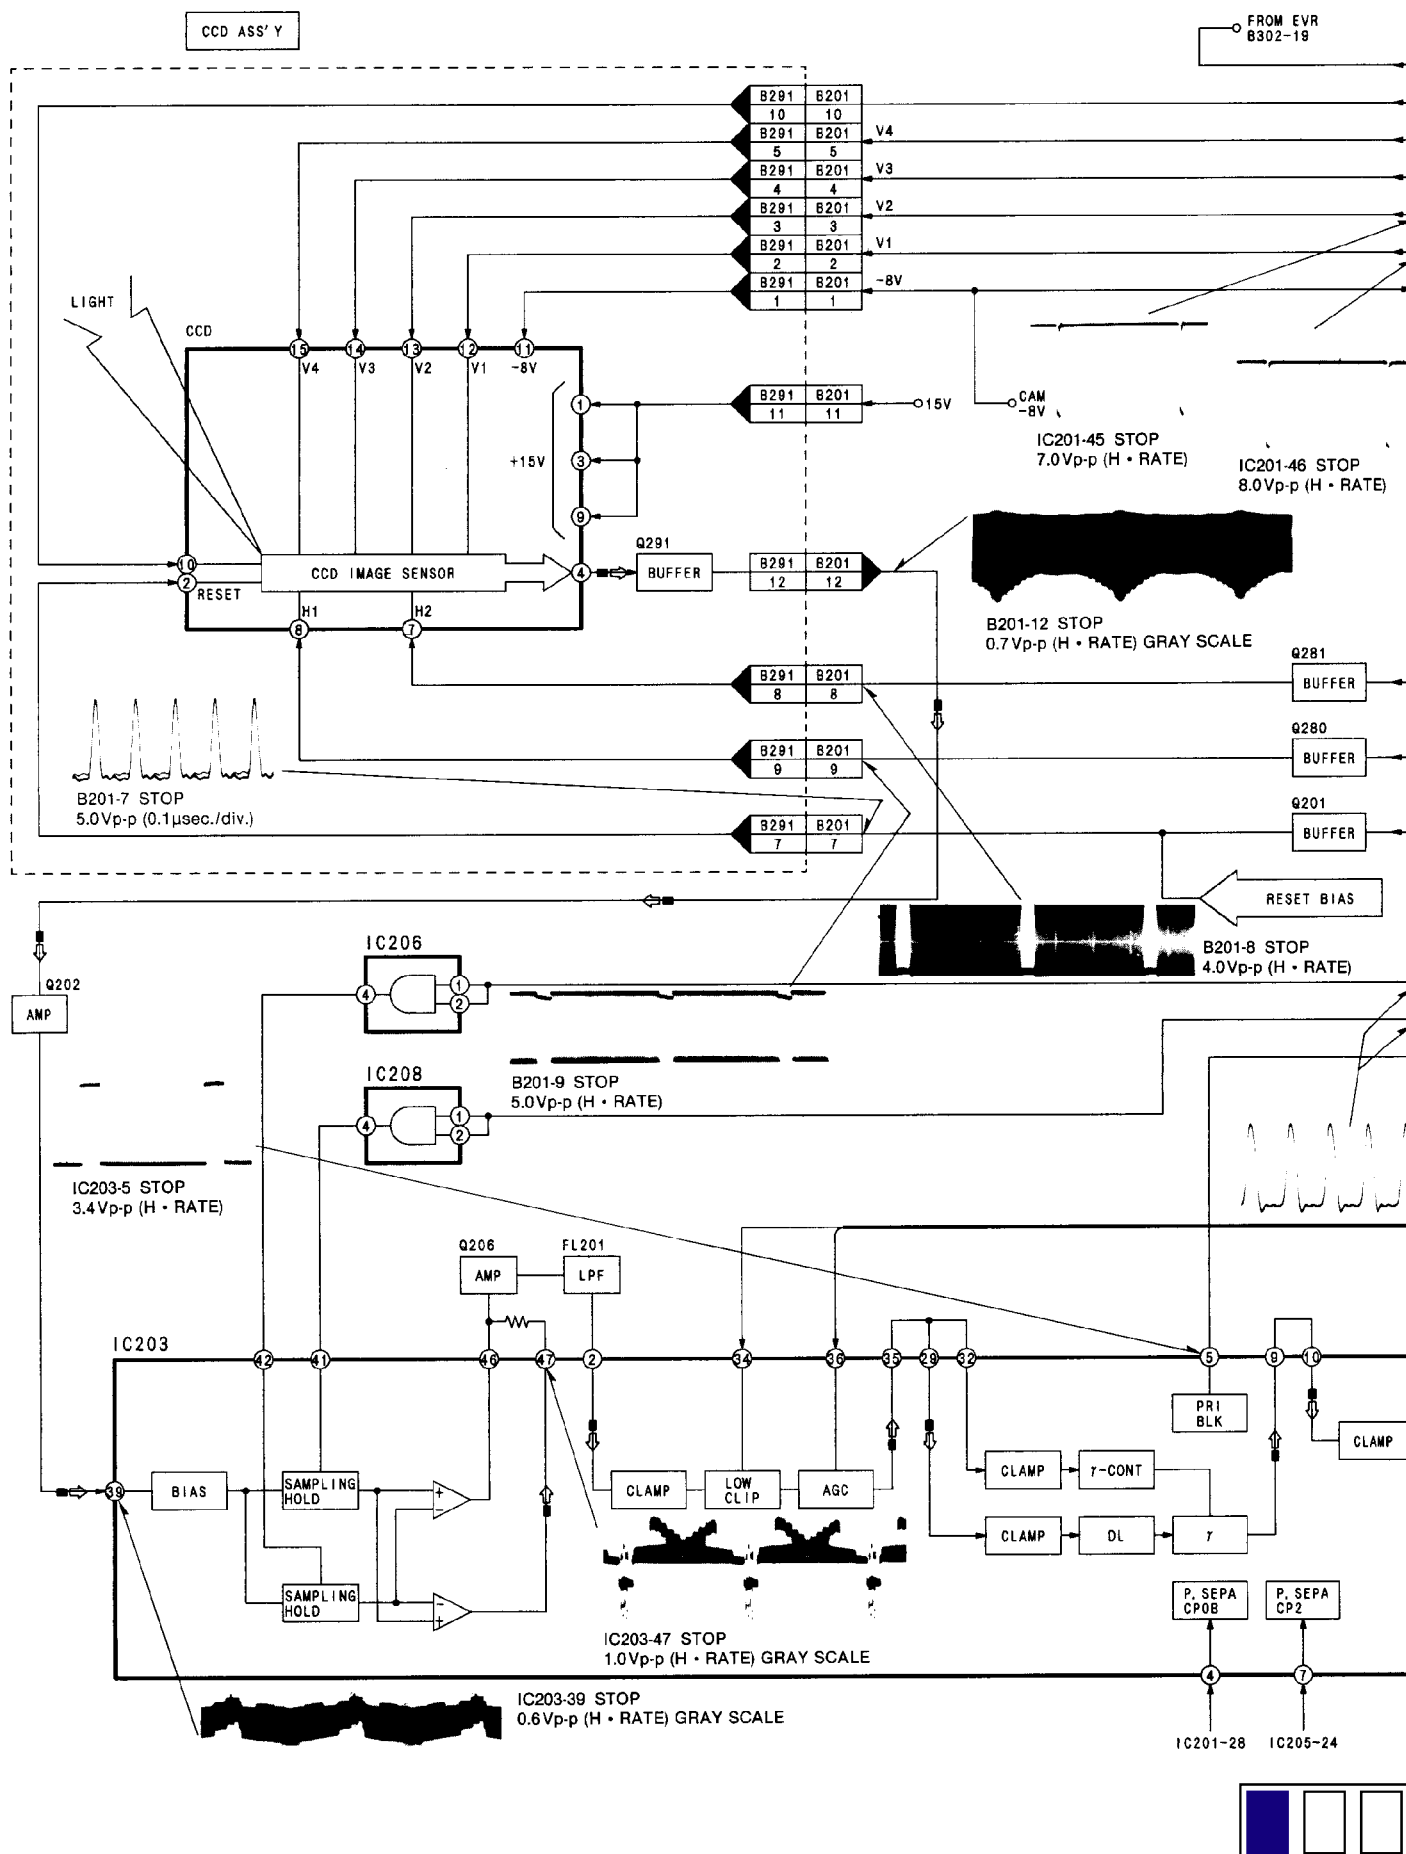 CCD ASS'Y
FROM EVR
B302-19
B291 B201
10 10
B291 B201 V4
5 5
B291 B201 V3
4 4
B291 B201 V2
3 3
B291 B201 V1
2 2
B291 B201 -8V
1 1
LIGHT
CCD
15 14 13 12 11
V4 V3 V2 V1 -8V
1
B291 B201
11 11
15V
CAM
-8V
IC201-45 STOP
7.0Vp-p (H • RATE)
IC201-46 STOP
8.0Vp-p (H • RATE)
+15V
3
9
10
2
RESET
CCD IMAGE SENSOR
4
Q291
BUFFER
B291 B201
12 12
H1 H2
8 7
B201-12 STOP
0.7Vp-p (H • RATE) GRAY SCALE
B291 B201
8 8
Q281
BUFFER
B291 B201
9 9
Q280
BUFFER
B201-7 STOP
5.0Vp-p (0.1µsec./div.)
B291 B201
7 7
Q201
BUFFER
RESET BIAS
B201-8 STOP
4.0Vp-p (H • RATE)
Q202
AMP
IC206
4 1
2
B201-9 STOP
5.0Vp-p (H • RATE)
IC208
4 1
2
IC203-5 STOP
3.4Vp-p (H • RATE)
Q206
AMP
FL201
LPF
IC203
42 41 46 47 2 34 36 35 29 32 5 9 10
PRI
BLK
CLAMP
39
BIAS
SAMPLING
HOLD
+
−
CLAMP
LOW
CLIP
AGC
CLAMP
γ-CONT
CLAMP
DL
γ
SAMPLING
HOLD
−
+
P. SEPA
CPOB
P. SEPA
CP2
IC203-47 STOP
1.0Vp-p (H • RATE) GRAY SCALE
4 7
IC203-39 STOP
0.6Vp-p (H • RATE) GRAY SCALE
IC201-28 IC205-24